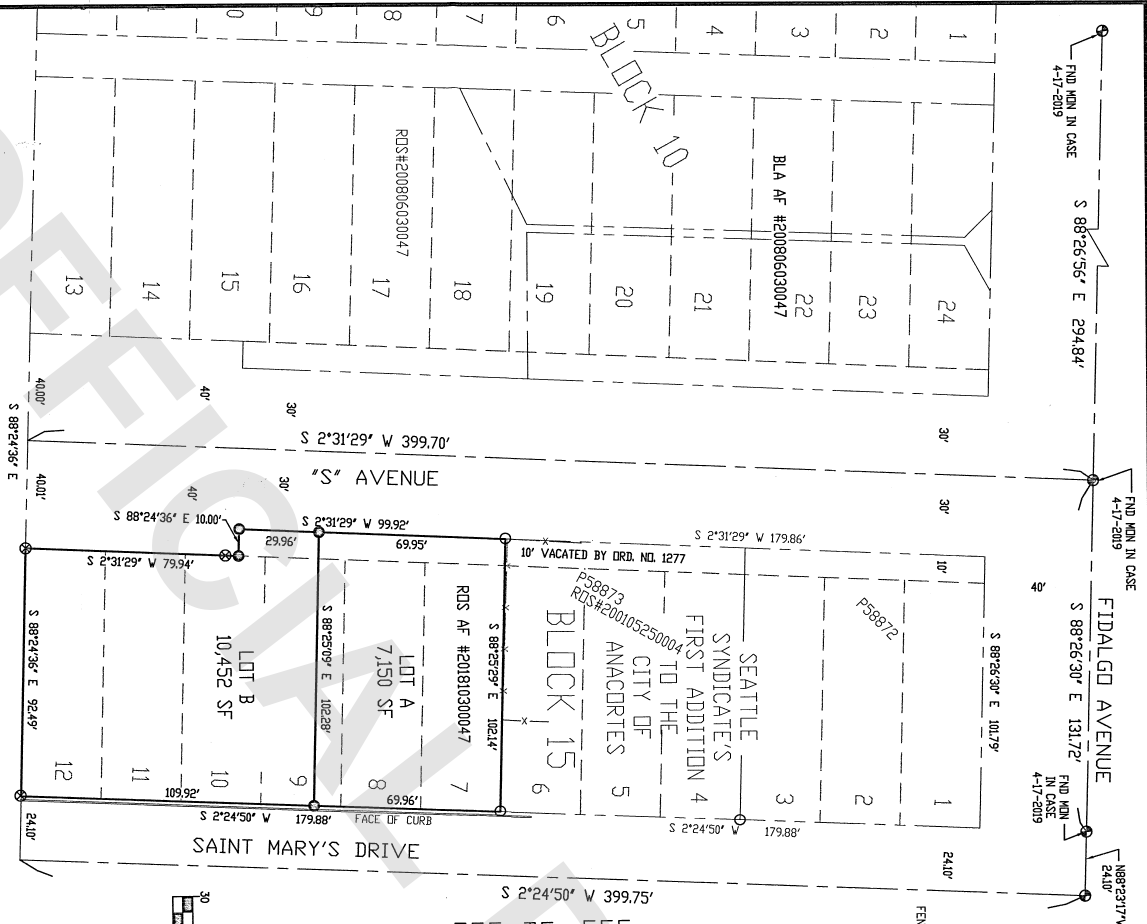 FND MON IN CASE
4-17-2019
S 88°26'56" E 294.84'
FND MON IN CASE
4-17-2019
FIDALGO AVENUE
S 88°26'30" E 131.72'
FND MON
IN CASE
4-17-2019
N88°23'17"
24.10'
1
2
3
4
5
6
7
8
9
BLOCK 10
BLA AF #200806030047
ROS#200806030047
24
23
22
21
20
19
18
17
16
15
14
13
30'
30'
40'
10'
30'
40'
30'
40'
40.00'
40.01'
S 88°24'36" E
S 2°31'29" W 399.70'
"S" AVENUE
S 88°24'36" E 10.00'
S 2°31'29" W 99.92'
29.96'
69.95'
S 2°31'29" W 179.86'
10' VACATED BY ORD. NO. 1277
S 2°31'29" W 79.94'
S 88°26'30" E 101.79'
P58872
P58873
ROS#200105250004
SEATTLE
SYNDICATE'S
FIRST ADDITION
TO THE
CITY OF
ANACORTES
BLOCK 15
S 88°25'29" E 102.14'
ROS AF #201810300047
LOT A
7,150 SF
S 88°25'09" E 102.28'
LOT B
10,452 SF
S 88°24'36" E 92.49'
1
2
3
4
5
6
7
8
9
10
11
12
109.92'
69.96'
S 2°24'50" W 179.88'
FACE OF CURB
S 2°24'50" W 179.88'
24.10'
24.10'
SAINT MARY'S DRIVE
S 2°24'50" W 399.75'
30
FEN
OFFICIAL